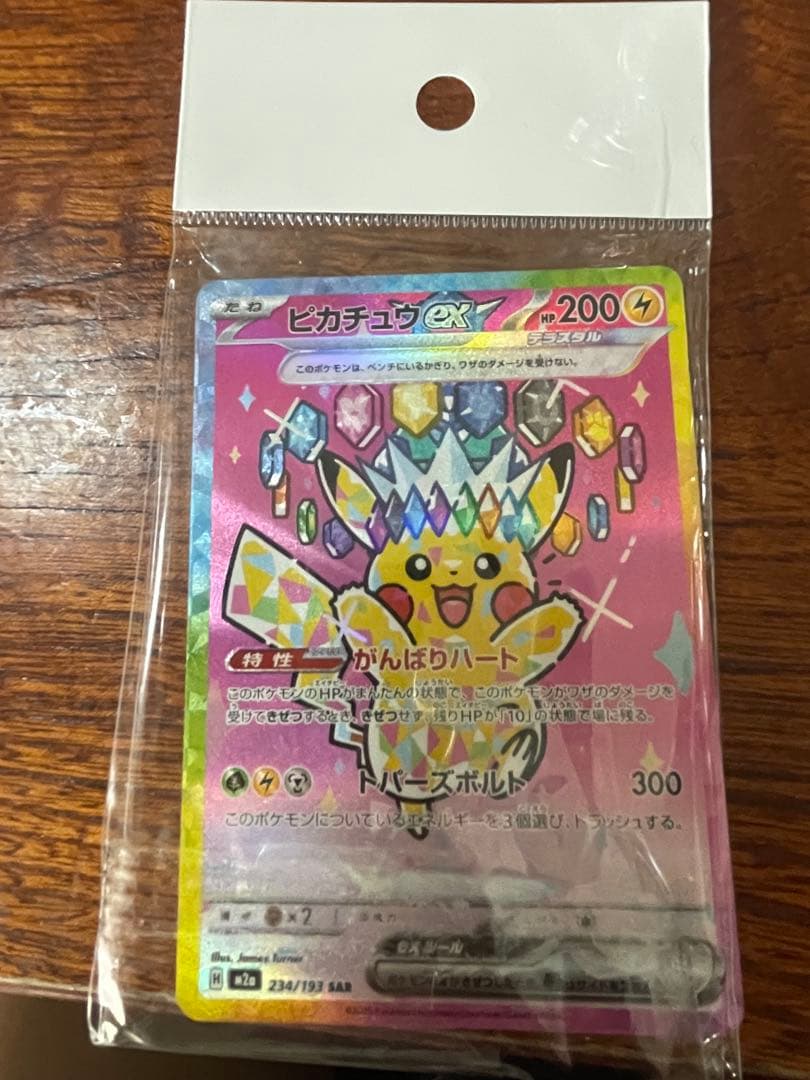 たね ピカチュウex HP 200
テラスタル
このポケモンは、ベンチにいるかぎり、ワザのダメージを受けない。
特性 がんばりハート
このポケモンのHPがまんたんの状態で、このポケモンがワザのダメージを
受けてきぜつするとき、きぜつせず、残りHPが「10」の状態で場に残る。
トパーズボルト 300
このポケモンについているエネルギーを3個選び、トラッシュする。
×2
exルール
Illus. James Turner
H M2a 234/193 SAR